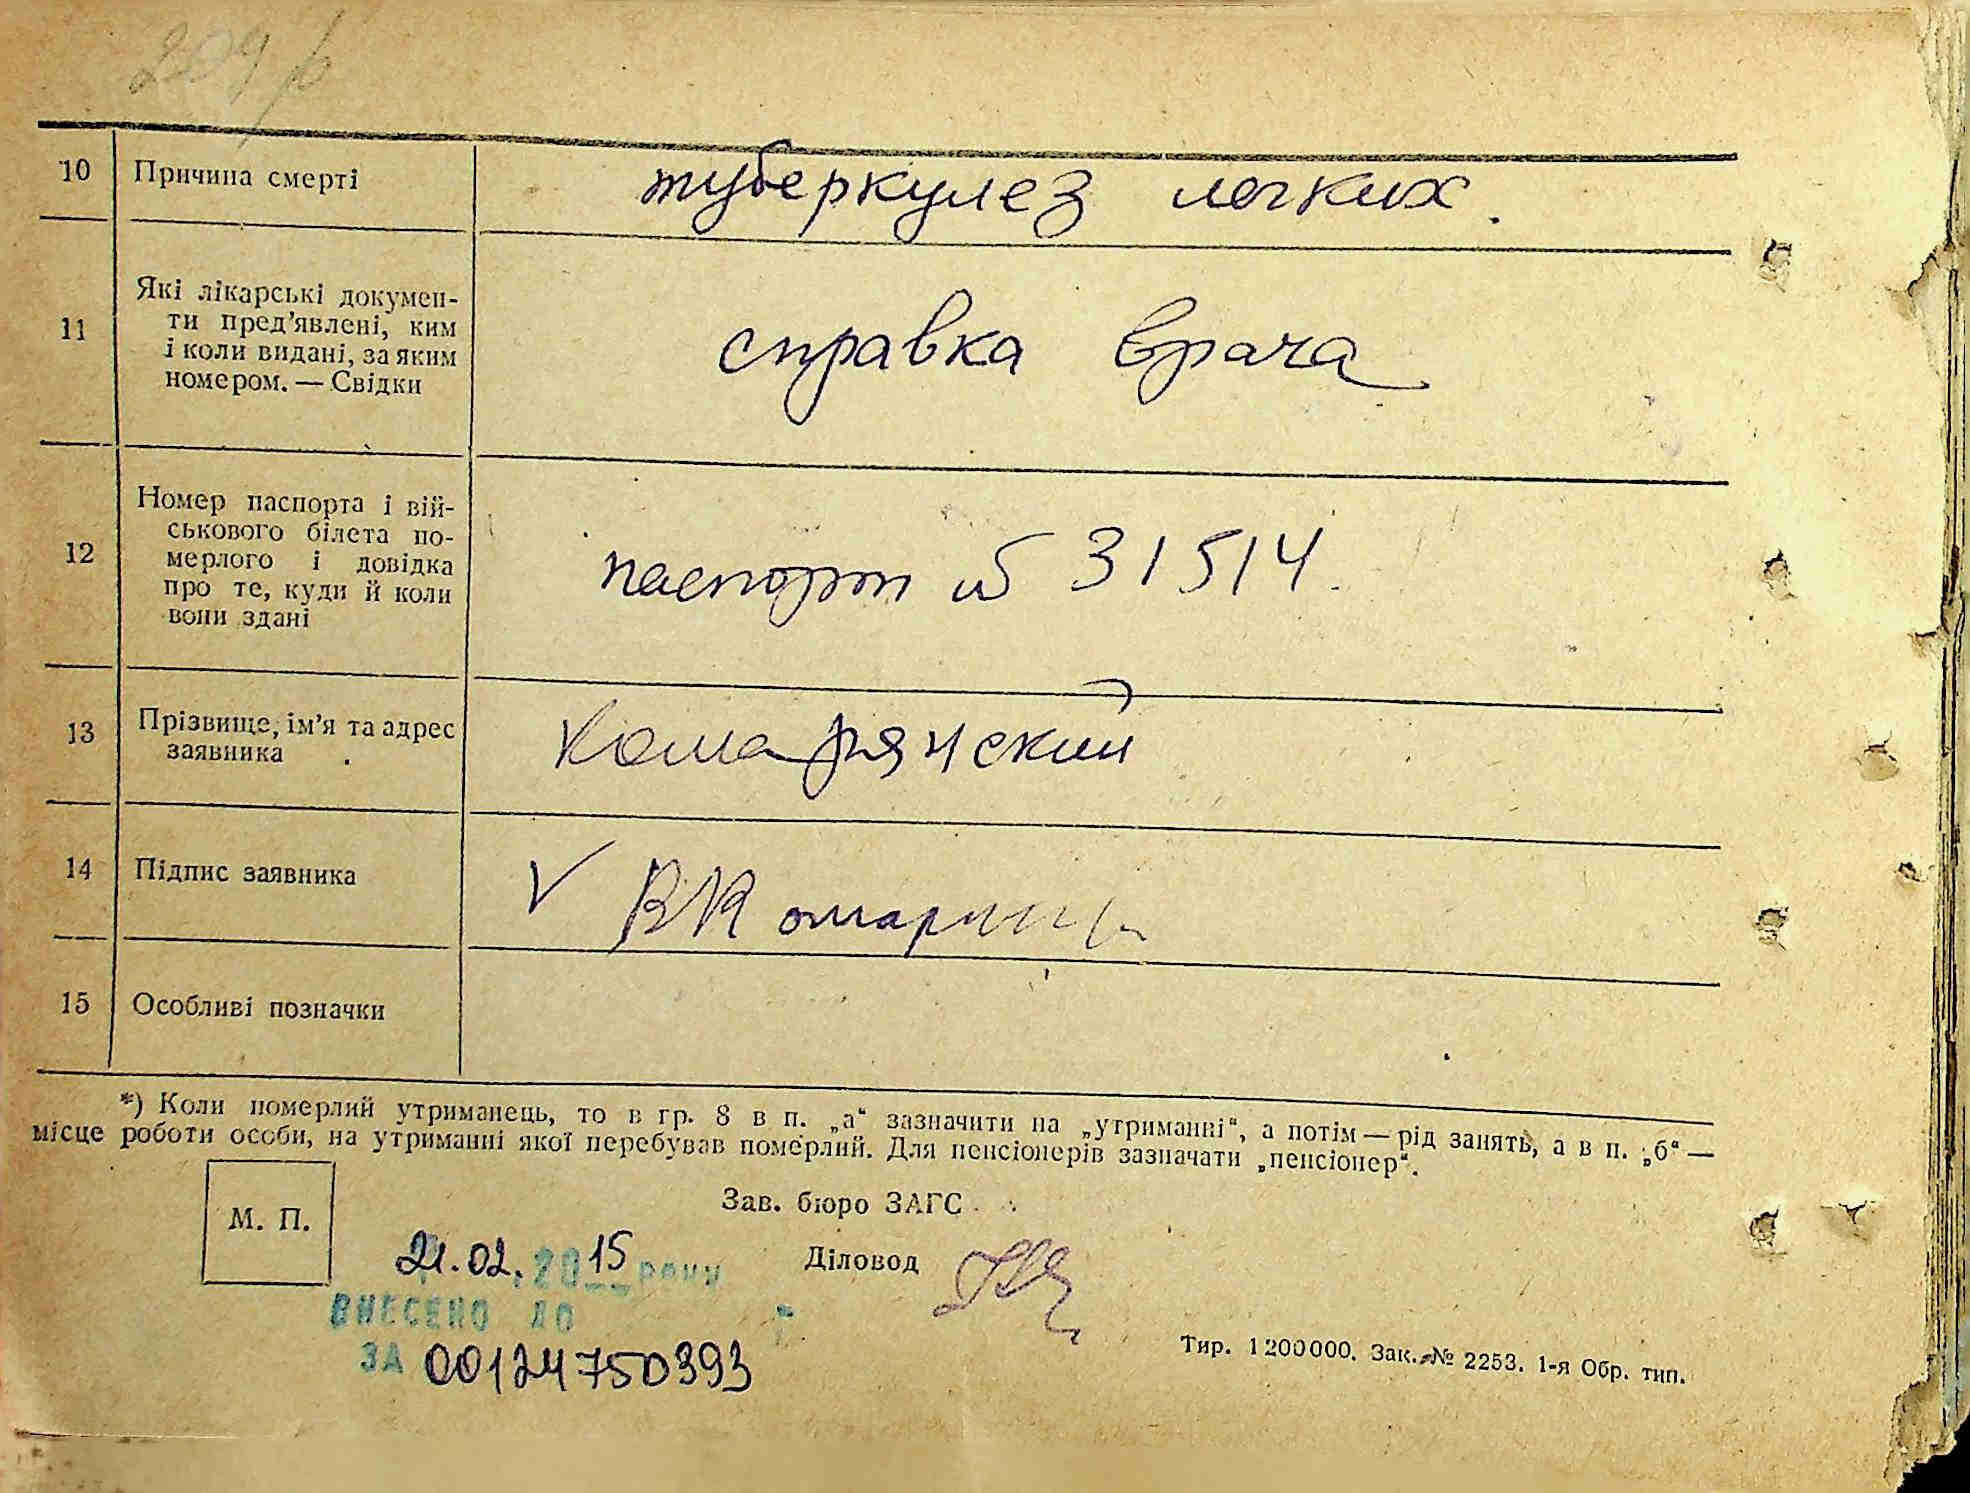 10 Причина смерті туберкулез легких.
11 Які лікарські докумен-
ти пред'явлені, ким
і коли видані, за яким
номером. — Свідки
справка врача
12 Номер паспорта і вій-
ськового білета по-
мерлого і довідка
про те, куди й коли
вони здані
паспорт № 31514.
13 Прізвище, ім'я та адрес
заявника
Комарянский
14 Підпис заявника
15 Особливі позначки
*) Коли померлий утриманець, то в гр. 8 в п. „а“ зазначити на „утриманні“, а потім — рід занять, а в п. „б“ —
місце роботи особи, на утриманні якої перебував померлий. Для пенсіонерів зазначати „пенсіонер“.
М. П.
Зав. бюро ЗАГС
Діловод
21.02.2015 року
ВНЕСЕНО ДО
ЗА 00124750393
Тир. 1200000. Зак. № 2253. 1-я Обр. тип.